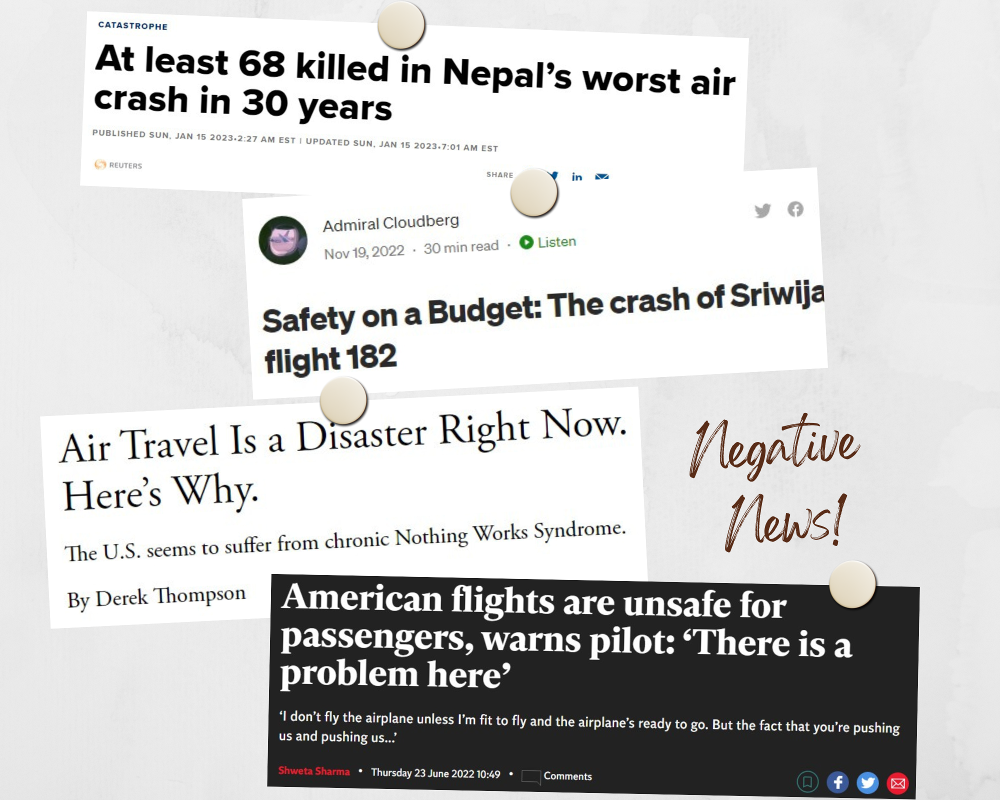 CATASTROPHE
At least 68 killed in Nepal’s worst air
crash in 30 years
PUBLISHED SUN, JAN 15 2023•2:27 AM EST | UPDATED SUN, JAN 15 2023•7:01 AM EST
REUTERS
SHARE
in
Admiral Cloudberg
Nov 19, 2022 · 30 min read · Listen
Safety on a Budget: The crash of Sriwija
flight 182
Air Travel Is a Disaster Right Now.
Here’s Why.
The U.S. seems to suffer from chronic Nothing Works Syndrome.
By Derek Thompson
Negative
News!
American flights are unsafe for
passengers, warns pilot: ‘There is a
problem here’
‘I don’t fly the airplane unless I’m fit to fly and the airplane’s ready to go. But the fact that you’re pushing
us and pushing us...’
Shweta Sharma • Thursday 23 June 2022 10:49 • Comments